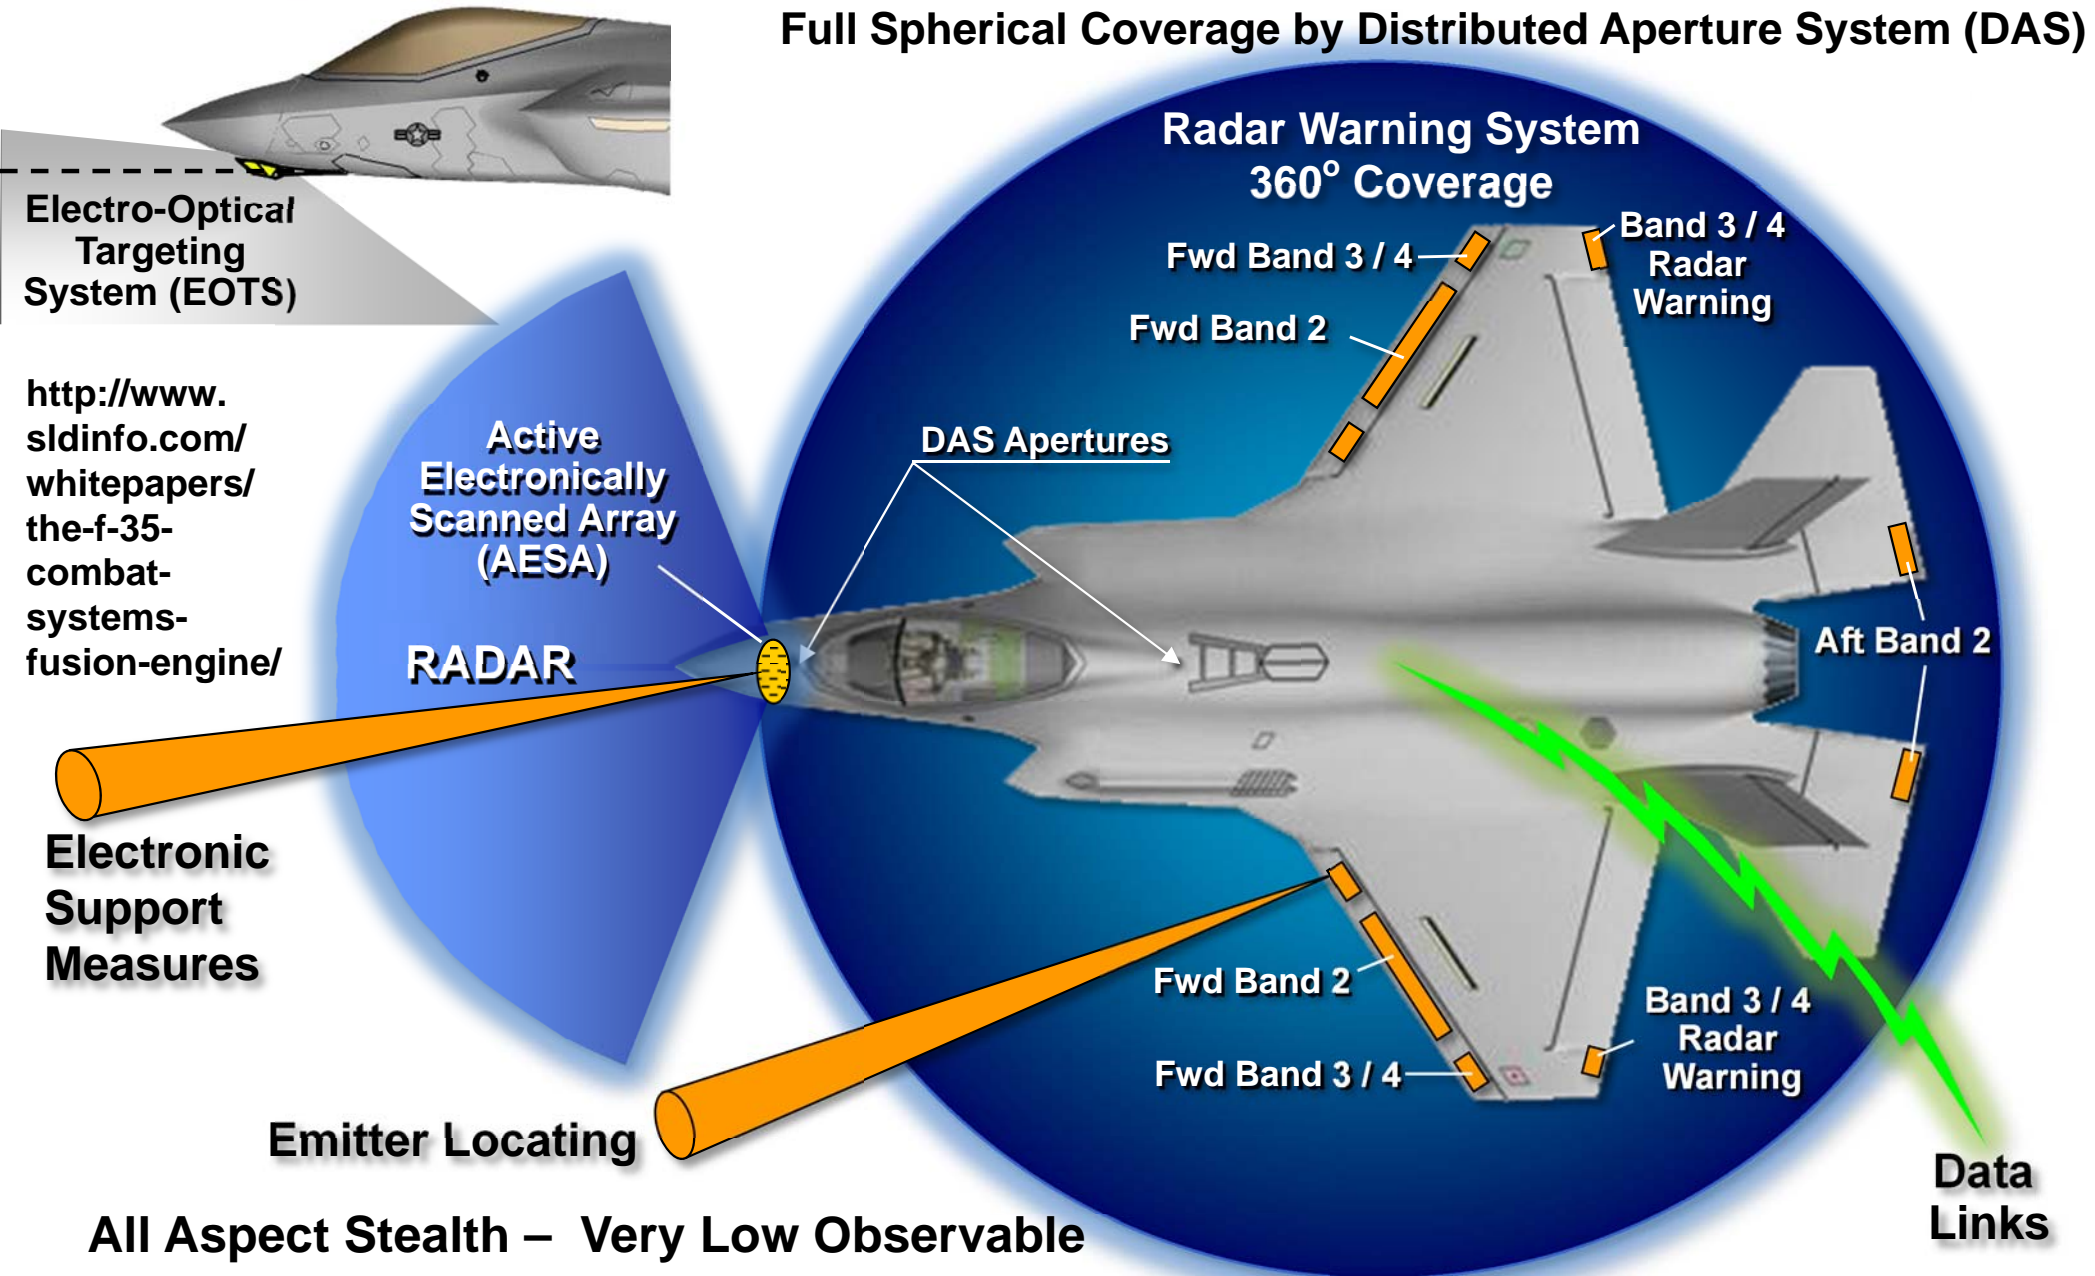 Full Spherical Coverage by Distributed Aperture System (DAS)
Radar Warning System
360° Coverage
Electro-Optical
Targeting
System (EOTS)
Fwd Band 3 / 4
Band 3 / 4
Radar
Warning
Fwd Band 2
http://www.
sldinfo.com/
whitepapers/
the-f-35-
combat-
systems-
fusion-engine/
Active
Electronically
Scanned Array
(AESA)
DAS Apertures
RADAR
Aft Band 2
Electronic
Support
Measures
Fwd Band 2
Fwd Band 3 / 4
Band 3 / 4
Radar
Warning
Emitter Locating
Data
Links
All Aspect Stealth – Very Low Observable